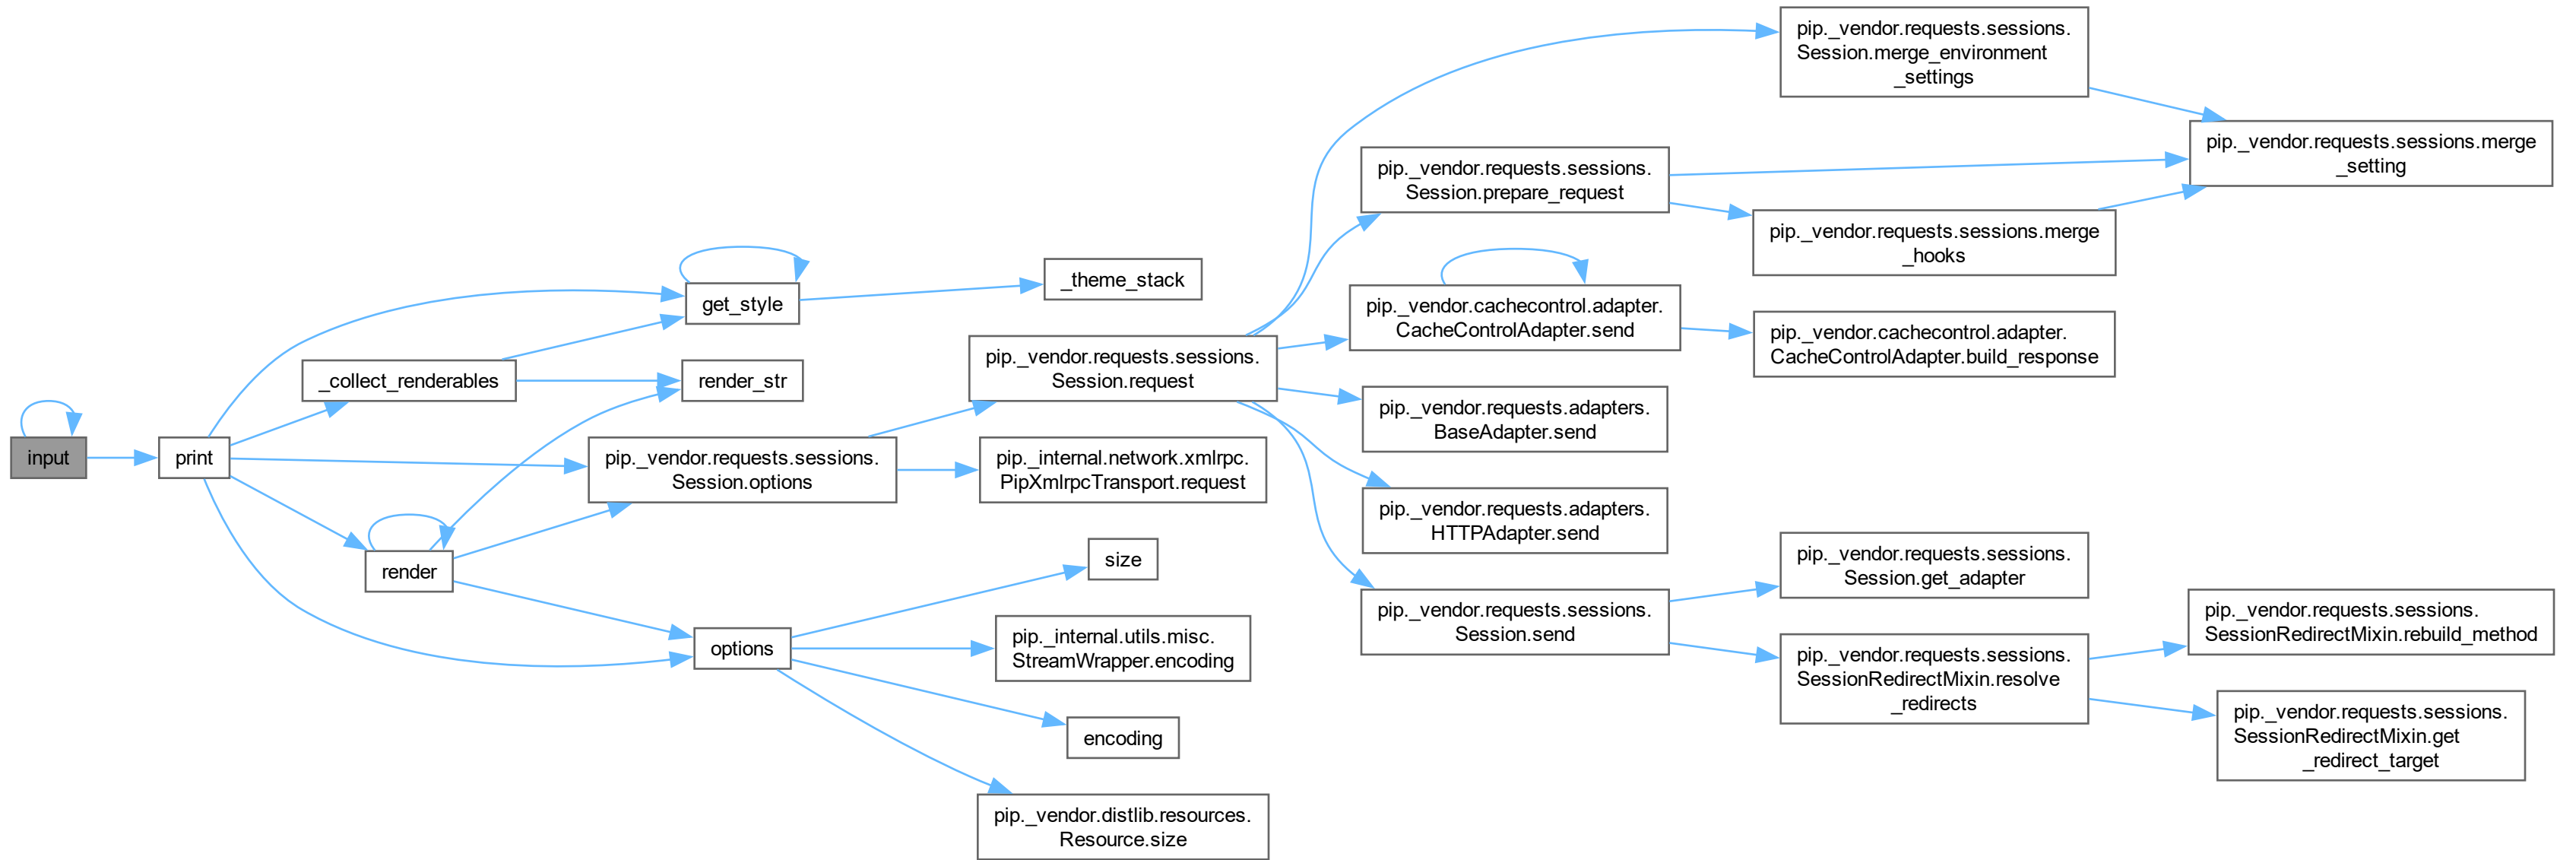 input
print
get_style
_collect_renderables
render_str
pip._vendor.requests.sessions.
Session.options
render
options
_theme_stack
pip._vendor.requests.sessions.
Session.request
pip._internal.network.xmlrpc.
PipXmlrpcTransport.request
size
pip._internal.utils.misc.
StreamWrapper.encoding
encoding
pip._vendor.distlib.resources.
Resource.size
pip._vendor.requests.sessions.
Session.merge_environment
_settings
pip._vendor.requests.sessions.
Session.prepare_request
pip._vendor.requests.sessions.merge
_setting
pip._vendor.requests.sessions.merge
_hooks
pip._vendor.cachecontrol.adapter.
CacheControlAdapter.send
pip._vendor.cachecontrol.adapter.
CacheControlAdapter.build_response
pip._vendor.requests.adapters.
BaseAdapter.send
pip._vendor.requests.adapters.
HTTPAdapter.send
pip._vendor.requests.sessions.
Session.send
pip._vendor.requests.sessions.
Session.get_adapter
pip._vendor.requests.sessions.
SessionRedirectMixin.resolve
_redirects
pip._vendor.requests.sessions.
SessionRedirectMixin.rebuild_method
pip._vendor.requests.sessions.
SessionRedirectMixin.get
_redirect_target